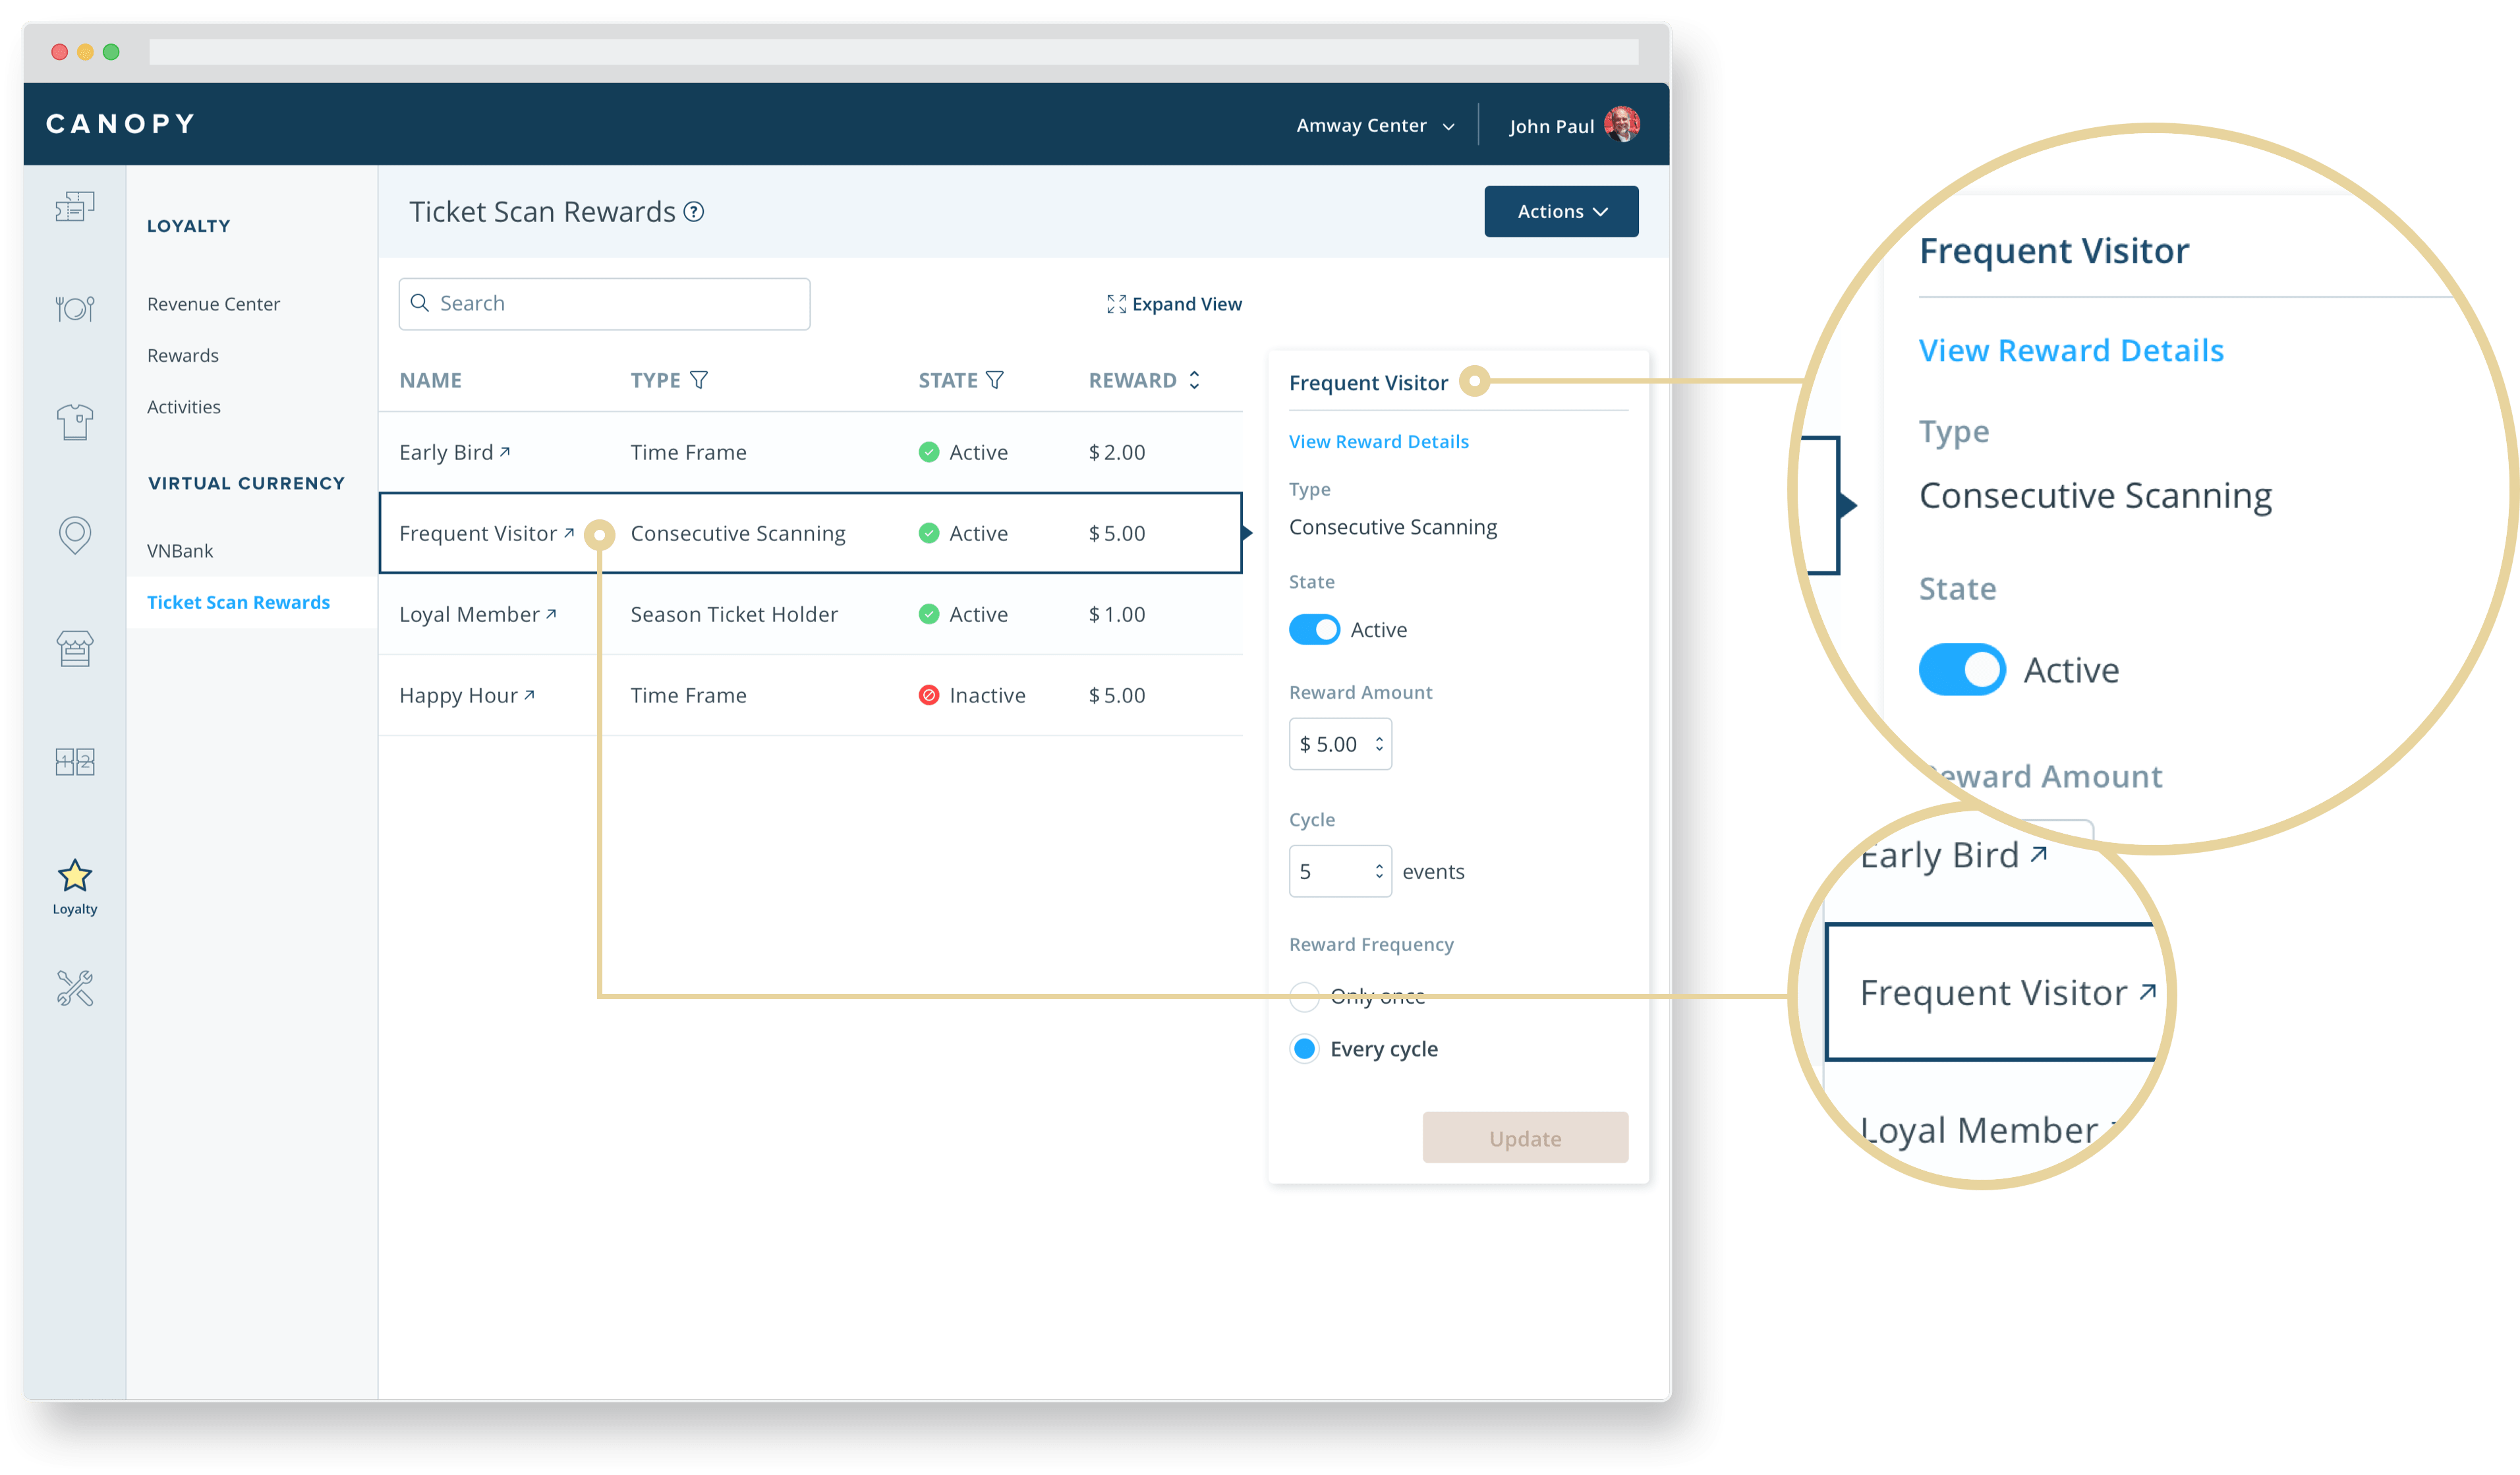 CANOPY
Amway Center
John Paul
LOYALTY
Revenue Center
Rewards
Activities
VIRTUAL CURRENCY
VNBank
Ticket Scan Rewards
1 2
Loyalty
Ticket Scan Rewards ?
Actions
Search
Expand View
NAME TYPE STATE REWARD
Early Bird Time Frame Active $ 2.00
Frequent Visitor Consecutive Scanning Active $ 5.00
Loyal Member Season Ticket Holder Active $ 1.00
Happy Hour Time Frame Inactive $ 5.00
Frequent Visitor
View Reward Details
Type
Consecutive Scanning
State
Active
Reward Amount
$ 5.00
Cycle
5 events
Reward Frequency
Only once
Every cycle
Update
Frequent Visitor
View Reward Details
Type
Consecutive Scanning
State
Active
Reward Amount
Early Bird
Frequent Visitor
Loyal Member